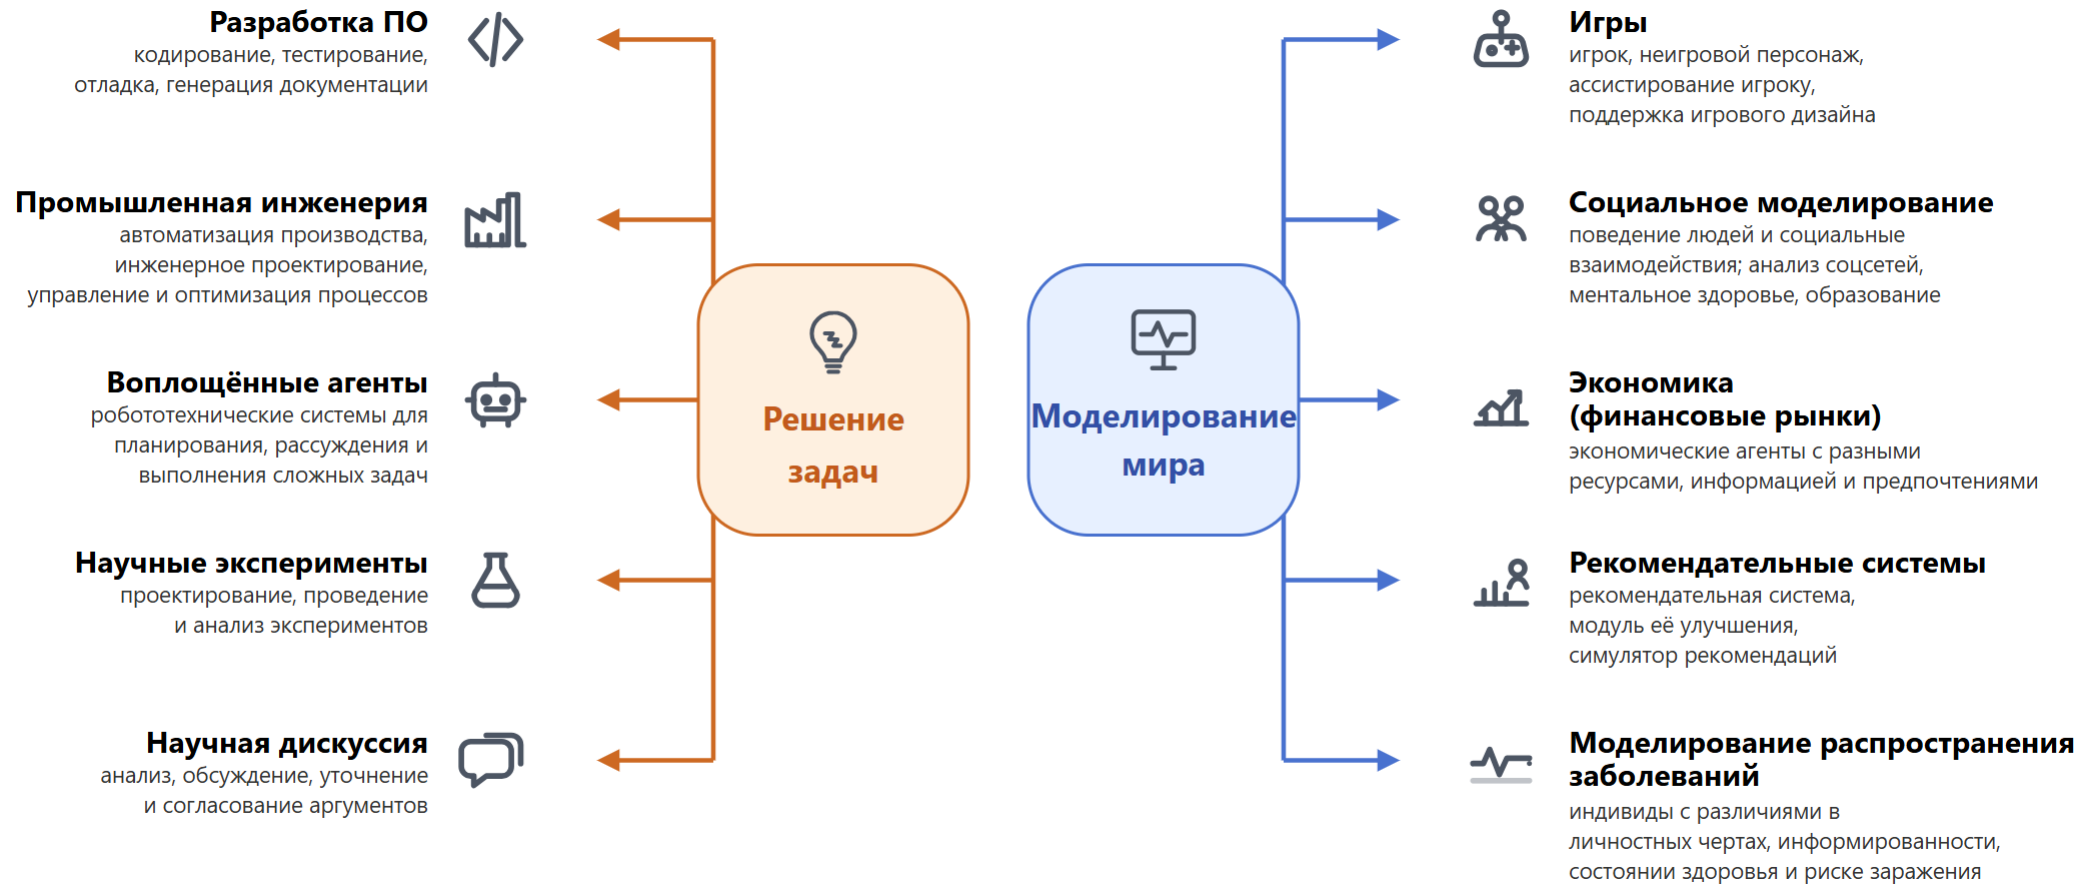 Разработка ПО
кодирование, тестирование,
отладка, генерация документации
Промышленная инженерия
автоматизация производства,
инженерное проектирование,
управление и оптимизация процессов
Воплощённые агенты
робототехнические системы для
планирования, рассуждения и
выполнения сложных задач
Научные эксперименты
проектирование, проведение
и анализ экспериментов
Научная дискуссия
анализ, обсуждение, уточнение
и согласование аргументов
Решение
задач
Моделирование
мира
Игры
игрок, неигровой персонаж,
ассистирование игроку,
поддержка игрового дизайна
Социальное моделирование
поведение людей и социальные
взаимодействия; анализ соцсетей,
ментальное здоровье, образование
Экономика
(финансовые рынки)
экономические агенты с разными
ресурсами, информацией и предпочтениями
Рекомендательные системы
рекомендательная система,
модуль её улучшения,
симулятор рекомендаций
Моделирование распространения
заболеваний
индивиды с различиями в
личностных чертах, информированности,
состоянии здоровья и риске заражения